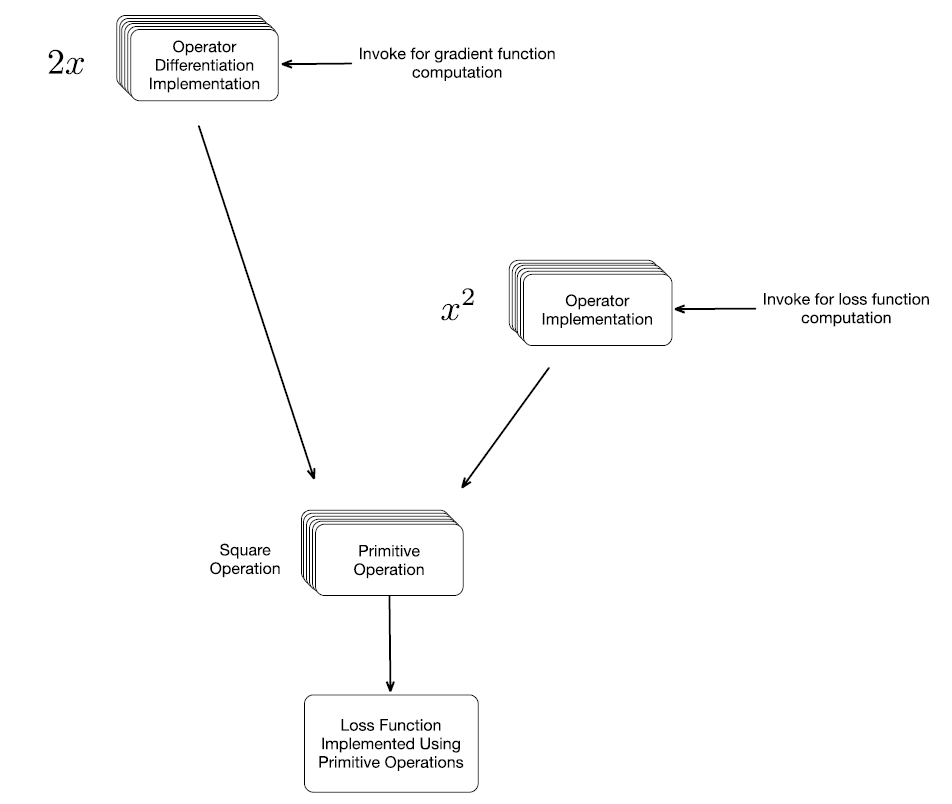 2x
Operator
Differentiation
Implementation
Invoke for gradient function
computation
x²
Operator
Implementation
Invoke for loss function
computation
Square
Operation
Primitive
Operation
Loss Function
Implemented Using
Primitive Operations